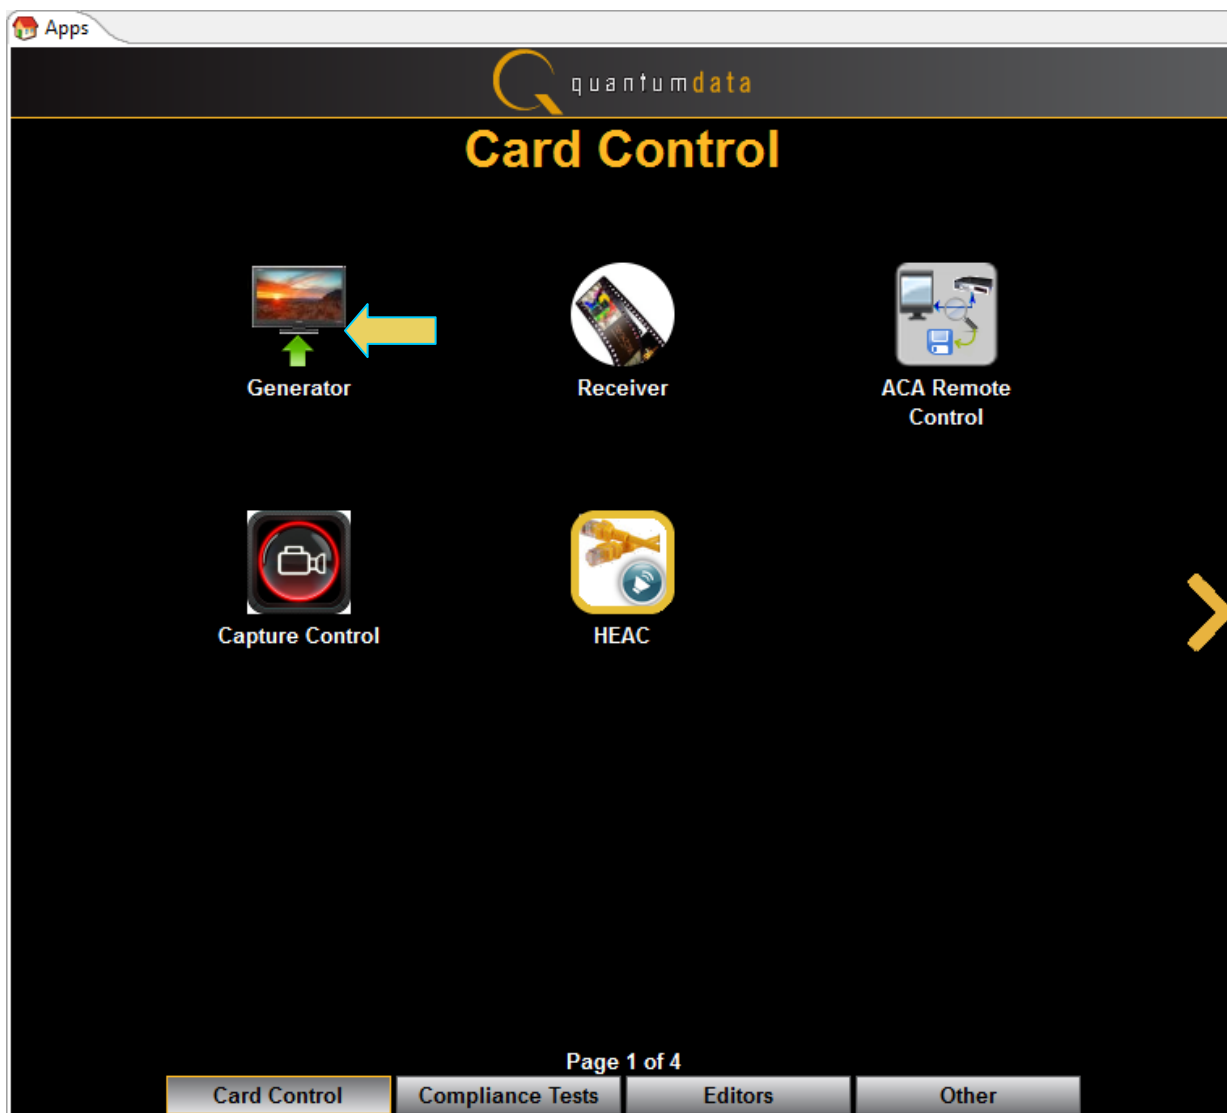 Apps
quantumdata
Card Control
Generator
Receiver
ACA Remote
Control
Capture Control
HEAC
Page 1 of 4
Card Control
Compliance Tests
Editors
Other